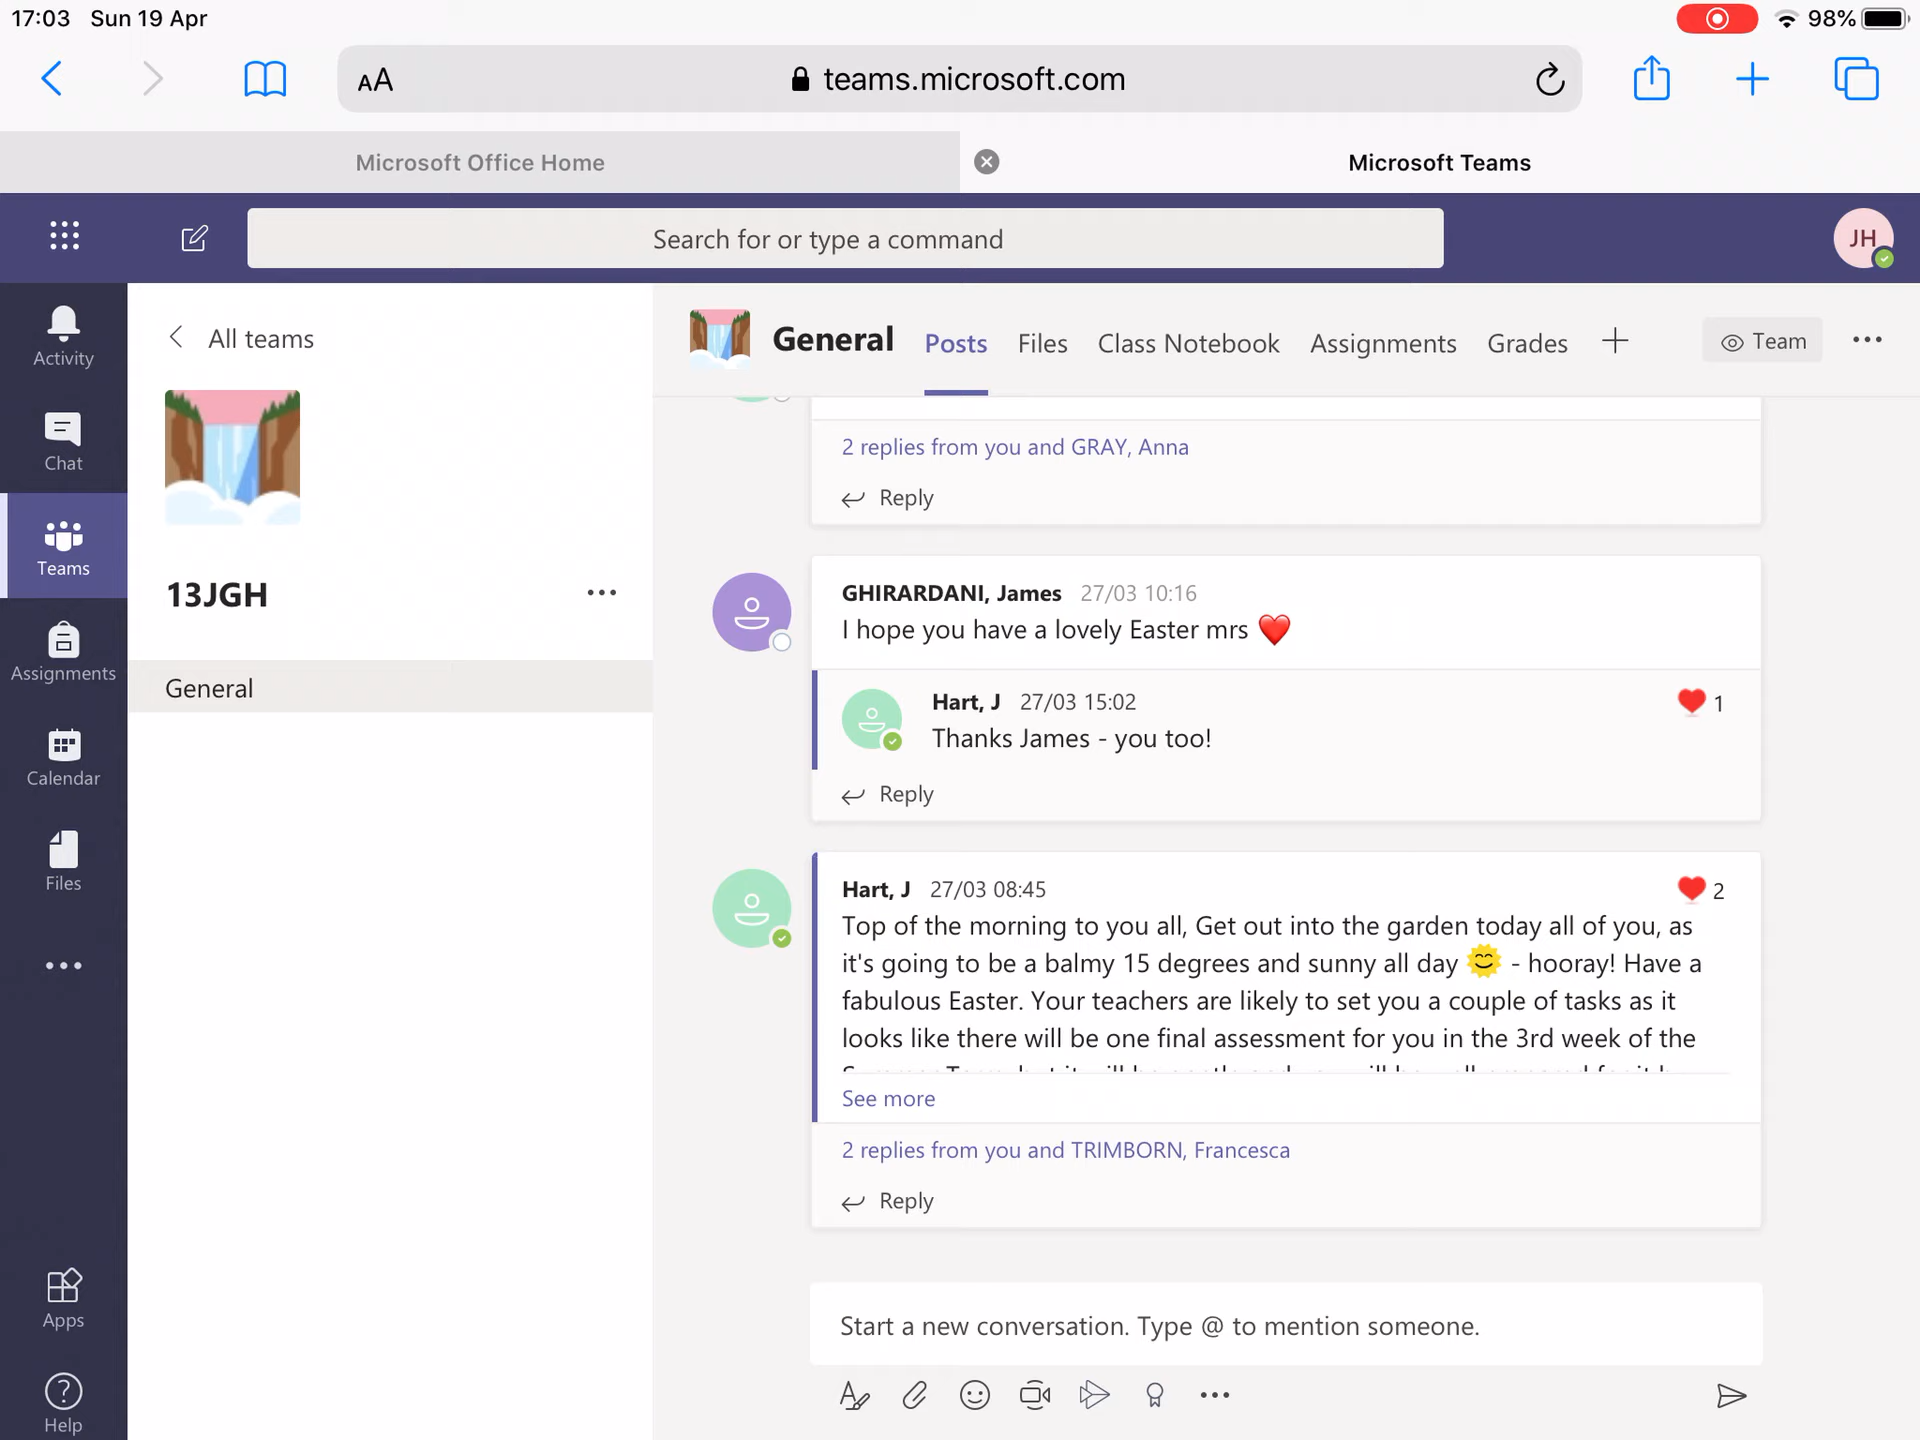 17:03 Sun 19 Apr
98%
AA
teams.microsoft.com
Microsoft Office Home
Microsoft Teams
Search for or type a command
JH
Activity
Chat
Teams
Assignments
Calendar
Files
Apps
Help
All teams
13JGH
General
General
Posts
Files
Class Notebook
Assignments
Grades
Team
2 replies from you and GRAY, Anna
Reply
GHIRARDANI, James 27/03 10:16
I hope you have a lovely Easter mrs ❤️
Hart, J 27/03 15:02
1
Thanks James - you too!
Reply
Hart, J 27/03 08:45
2
Top of the morning to you all, Get out into the garden today all of you, as
it's going to be a balmy 15 degrees and sunny all day 🌞 - hooray! Have a
fabulous Easter. Your teachers are likely to set you a couple of tasks as it
looks like there will be one final assessment for you in the 3rd week of the
See more
2 replies from you and TRIMBORN, Francesca
Reply
Start a new conversation. Type @ to mention someone.